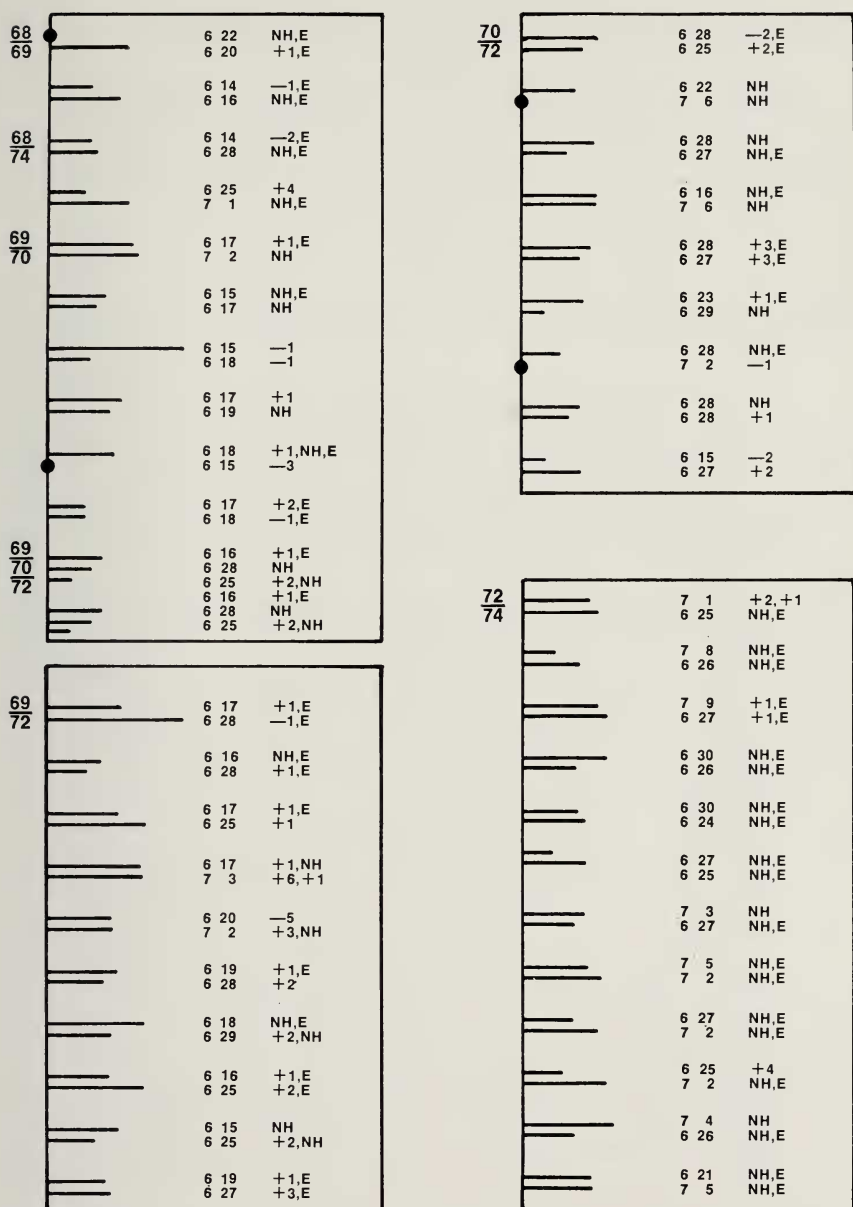 68
69
6 22 NH,E
6 20 +1,E
6 14 —1,E
6 16 NH,E
68
74
6 14 —2,E
6 28 NH,E
6 25 +4
7 1 NH,E
69
70
6 17 +1,E
7 2 NH
6 15 NH,E
6 17 NH
6 15 —1
6 18 —1
6 17 +1
6 19 NH
6 18 +1,NH,E
6 15 —3
6 17 +2,E
6 18 —1,E
69
70
72
6 16 +1,E
6 28 NH
6 25 +2,NH
6 16 +1,E
6 28 NH
6 25 +2,NH
69
72
6 17 +1,E
6 28 —1,E
6 16 NH,E
6 28 +1,E
6 17 +1,E
6 25 +1
6 17 +1,NH
7 3 +6,+1
6 20 —5
7 2 +3,NH
6 19 +1,E
6 28 +2
6 18 NH,E
6 29 +2,NH
6 16 +1,E
6 25 +2,E
6 15 NH
6 25 +2,NH
6 19 +1,E
6 27 +3,E
70
72
6 28 —2,E
6 25 +2,E
6 22 NH
7 6 NH
6 28 NH
6 27 NH,E
6 16 NH,E
7 6 NH
6 28 +3,E
6 27 +3,E
6 23 +1,E
6 29 NH
6 28 NH,E
7 2 —1
6 28 NH
6 28 +1
6 15 —2
6 27 +2
72
74
7 1 +2,+1
6 25 NH,E
7 8 NH,E
6 26 NH,E
7 9 +1,E
6 27 +1,E
6 30 NH,E
6 26 NH,E
6 30 NH,E
6 24 NH,E
6 27 NH,E
6 25 NH,E
7 3 NH
6 27 NH,E
7 5 NH,E
7 2 NH,E
6 27 NH,E
7 2 NH,E
6 25 +4
7 2 NH,E
7 4 NH
6 26 NH,E
6 21 NH,E
7 5 NH,E